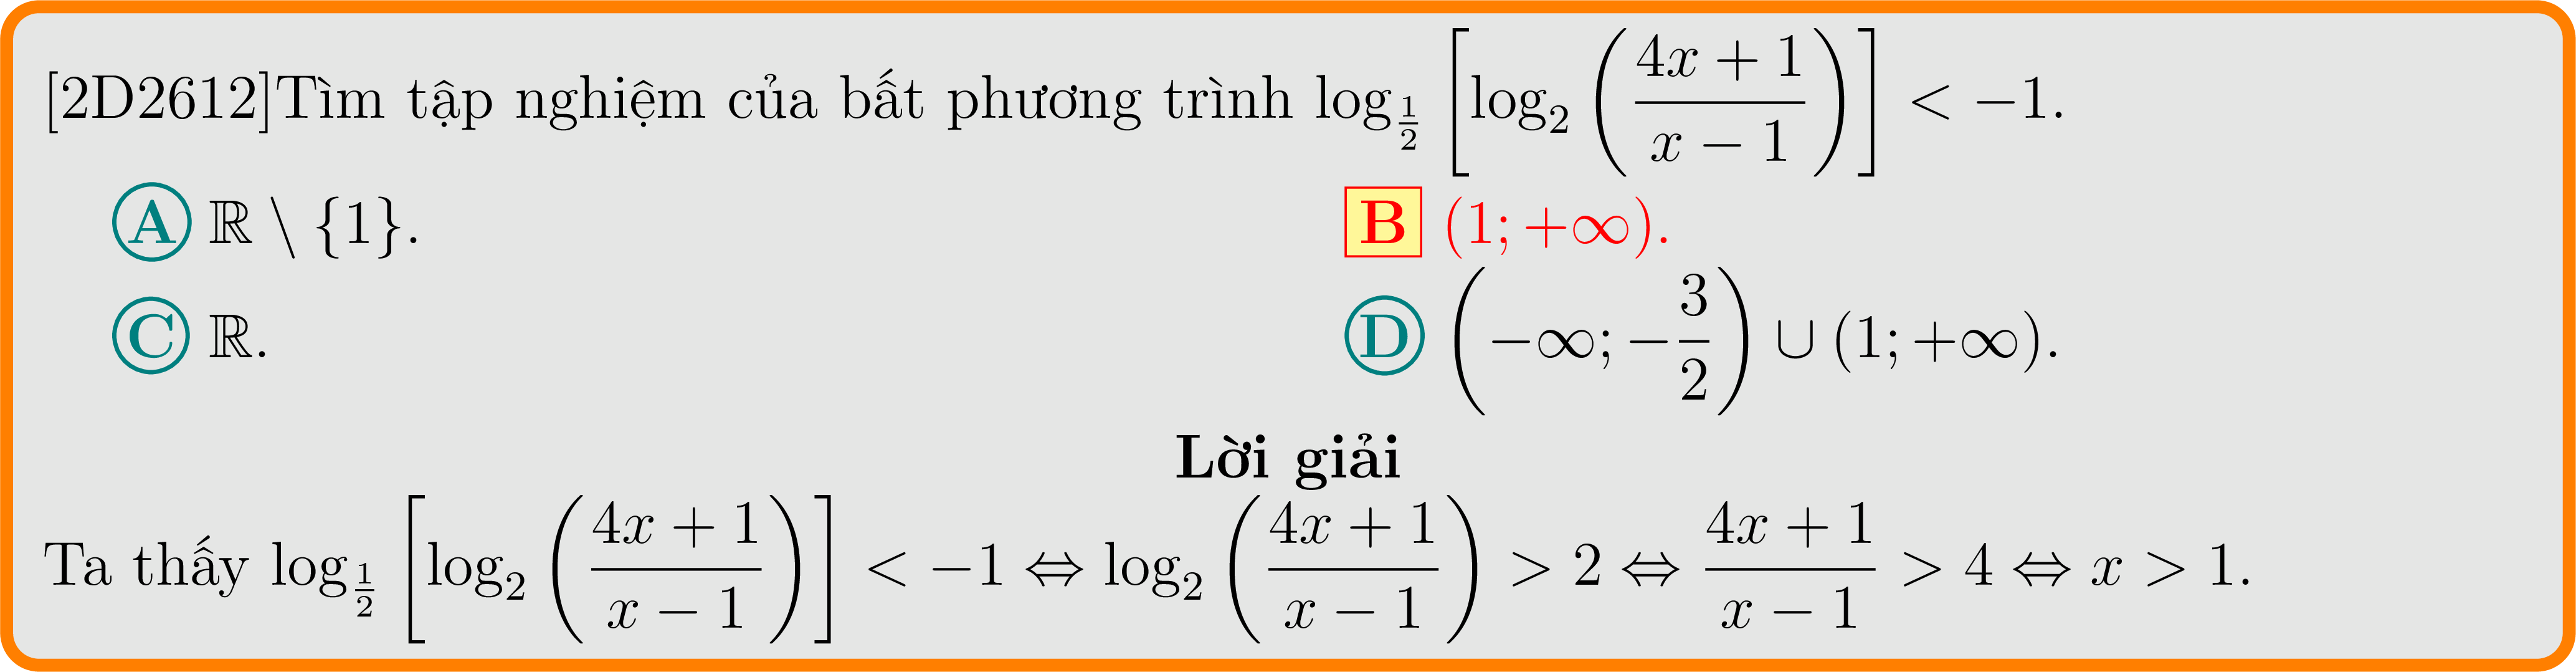 [2D2612]Tìm tập nghiệm của bất phương trình $\log_{\frac{1}{2}}\left[\log_2\left(\frac{4x+1}{x-1}\right)\right] < -1.$
A $\mathbb{R} \setminus \{1\}.$ B $(1; +\infty).$
C $\mathbb{R}.$ D $\left(-\infty; -\frac{3}{2}\right) \cup (1; +\infty).$
Lời giải
Ta thấy $\log_{\frac{1}{2}}\left[\log_2\left(\frac{4x+1}{x-1}\right)\right] < -1 \Leftrightarrow \log_2\left(\frac{4x+1}{x-1}\right) > 2 \Leftrightarrow \frac{4x+1}{x-1} > 4 \Leftrightarrow x > 1.$